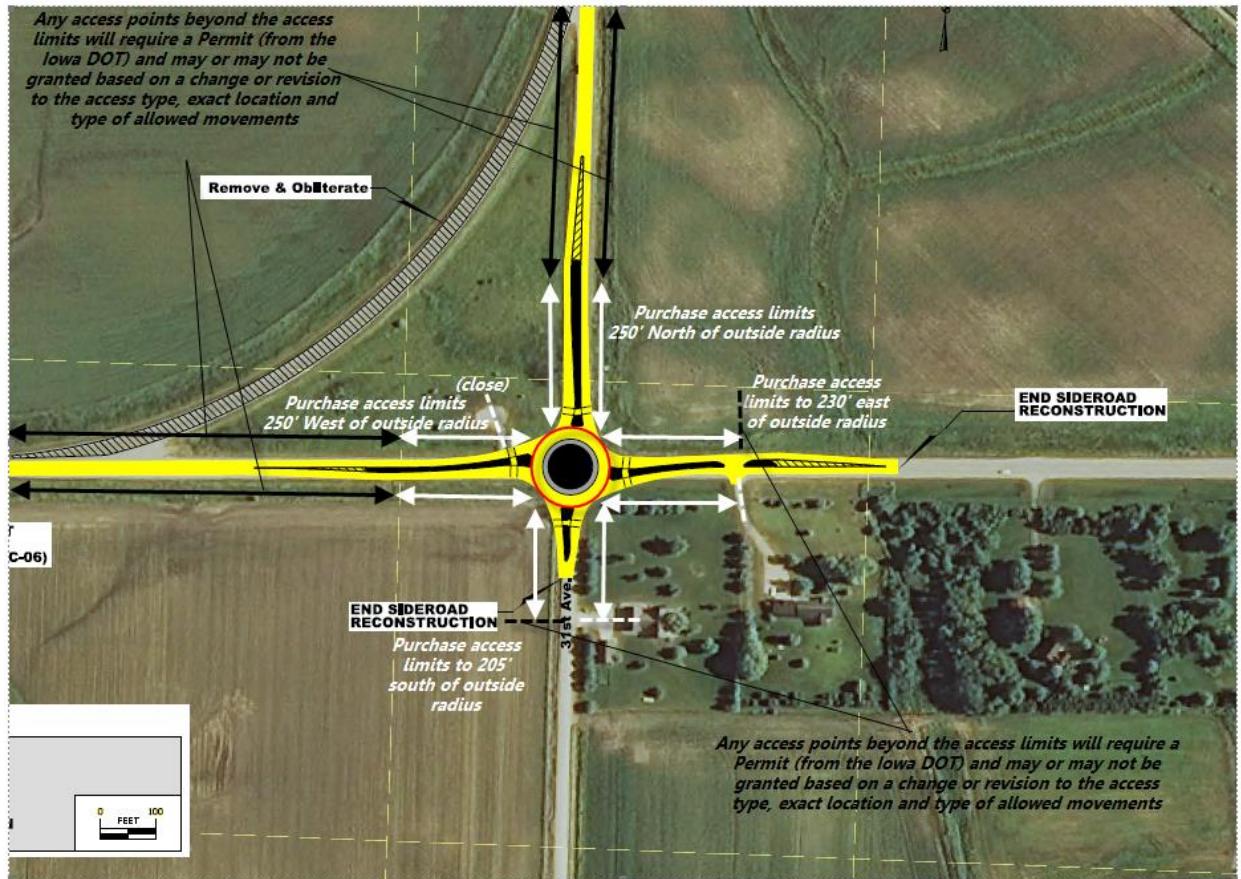 Any access points beyond the access
limits will require a Permit (from the
Iowa DOT) and may or may not be
granted based on a change or revision
to the access type, exact location and
type of allowed movements
Remove & Obliterate
Purchase access limits
250' North of outside radius
(close)
Purchase access limits
250' West of outside radius
Purchase access
limits to 230' east
of outside radius
END SIDEROAD
RECONSTRUCTION
C-06)
END SIDEROAD
RECONSTRUCTION
31st Ave.
Purchase access
limits to 205'
south of outside
radius
Any access points beyond the access limits will require a
Permit (from the Iowa DOT) and may or may not be
granted based on a change or revision to the access
type, exact location and type of allowed movements
0 100
FEET